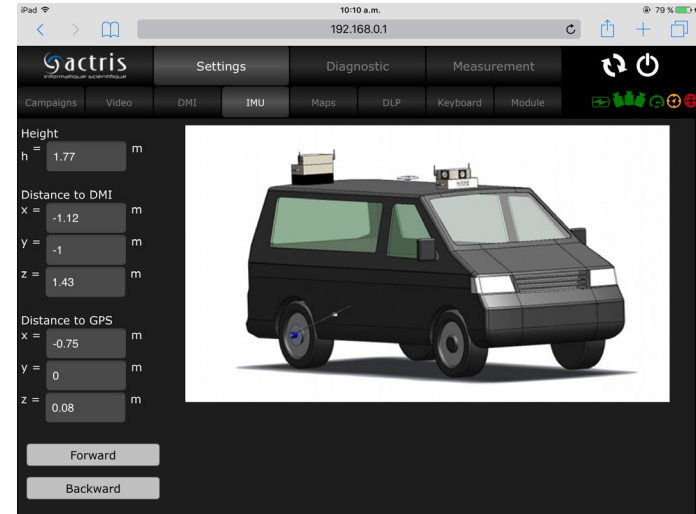 iPad
10:10 a.m.
79 %
192.168.0.1
actris
informatique scientifique
Settings
Diagnostic
Measurement
Campaigns
Video
DMI
IMU
Maps
DLP
Keyboard
Module
Height
h = 1.77 m
Distance to DMI
x = -1.12 m
y = -1 m
z = 1.43 m
Distance to GPS
x = -0.75 m
y = 0 m
z = 0.08 m
Forward
Backward